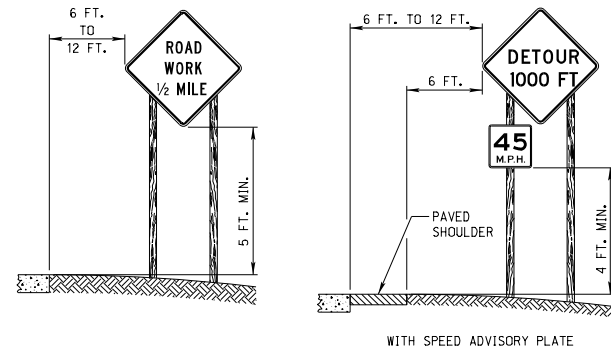 6 FT.
TO
12 FT.
ROAD
WORK
½ MILE
5 FT. MIN.
6 FT. TO 12 FT.
6 FT.
DETOUR
1000 FT
45
M.P.H.
PAVED
SHOULDER
4 FT. MIN.
WITH SPEED ADVISORY PLATE